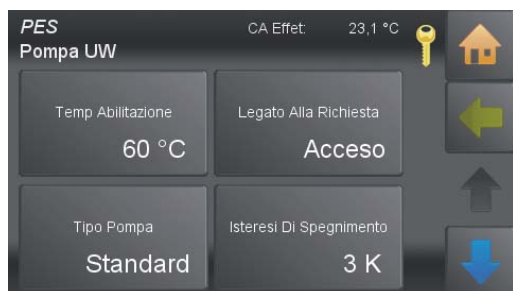 PES CA Effet: 23,1 °C
Pompa UW
Temp Abilitazione
60 °C
Legato Alla Richiesta
Acceso
Tipo Pompa
Standard
Isteresi Di Spegnimento
3 K